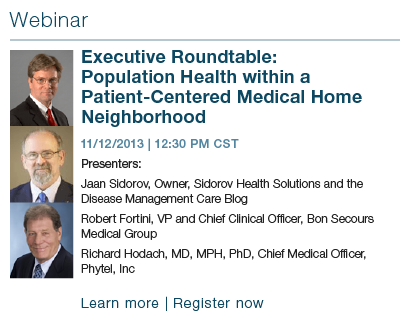 Webinar
Executive Roundtable:
Population Health within a
Patient-Centered Medical Home
Neighborhood
11/12/2013 | 12:30 PM CST
Presenters:
Jaan Sidorov, Owner, Sidorov Health Solutions and the
Disease Management Care Blog
Robert Fortini, VP and Chief Clinical Officer, Bon Secours
Medical Group
Richard Hodach, MD, MPH, PhD, Chief Medical Officer,
Phytel, Inc
Learn more | Register now